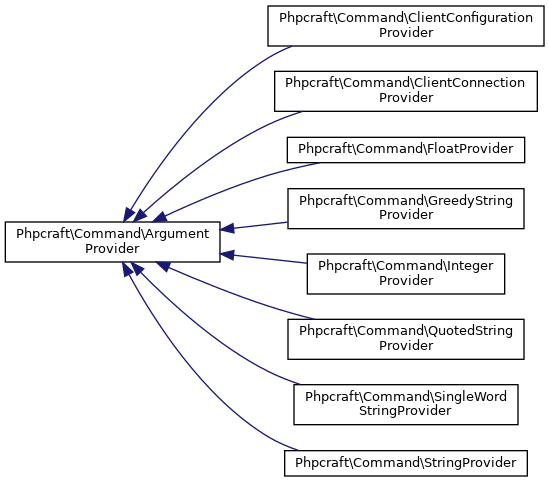 Phpcraft\Command\ClientConfiguration
Provider
Phpcraft\Command\ClientConnection
Provider
Phpcraft\Command\FloatProvider
Phpcraft\Command\GreedyString
Provider
Phpcraft\Command\Argument
Provider
Phpcraft\Command\Integer
Provider
Phpcraft\Command\QuotedString
Provider
Phpcraft\Command\SingleWord
StringProvider
Phpcraft\Command\StringProvider